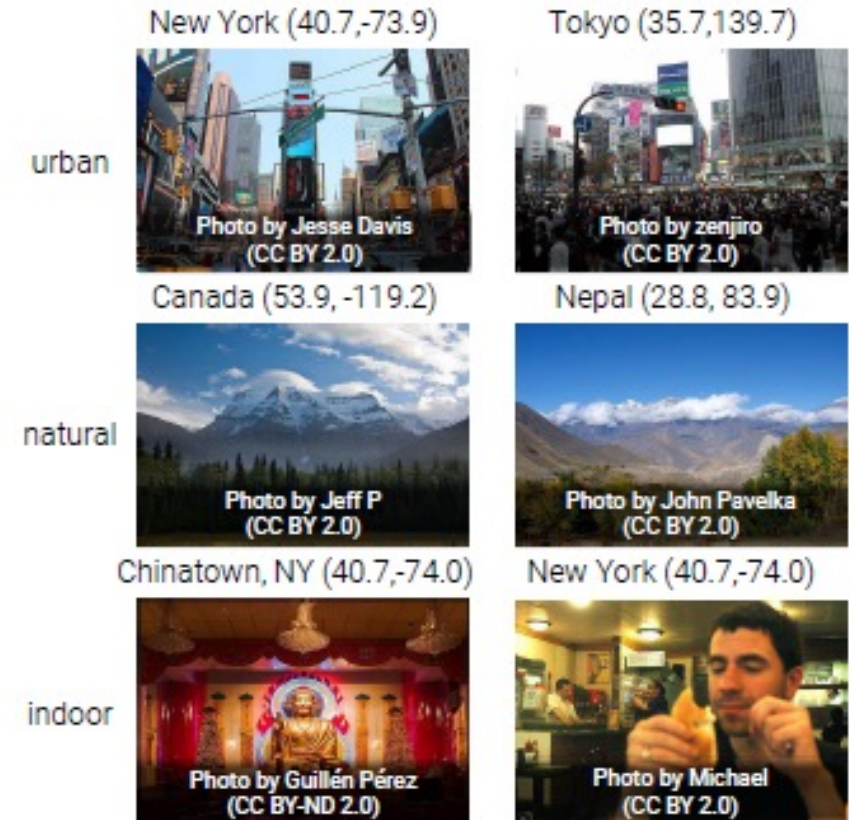 New York (40.7,-73.9)
Tokyo (35.7,139.7)
urban
Photo by Jesse Davis
(CC BY 2.0)
Photo by zenjiro
(CC BY 2.0)
Canada (53.9, -119.2)
Nepal (28.8, 83.9)
natural
Photo by Jeff P
(CC BY 2.0)
Photo by John Pavelka
(CC BY 2.0)
Chinatown, NY (40.7,-74.0)
New York (40.7,-74.0)
indoor
Photo by Guillén Pérez
(CC BY-ND 2.0)
Photo by Michael
(CC BY 2.0)